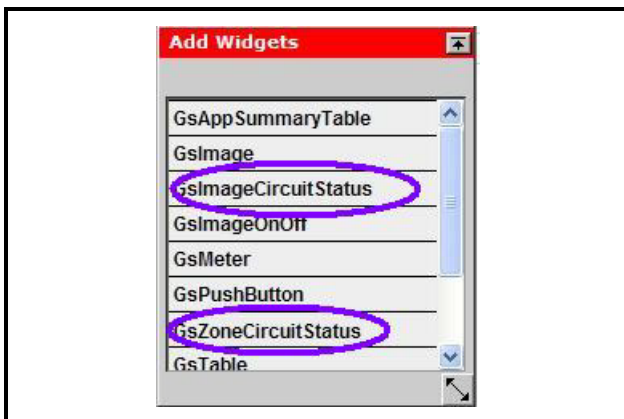 Add Widgets
GsAppSummaryTable
GsImage
GsImageCircuitStatus
GsImageOnOff
GsMeter
GsPushButton
GsZoneCircuitStatus
GsTable